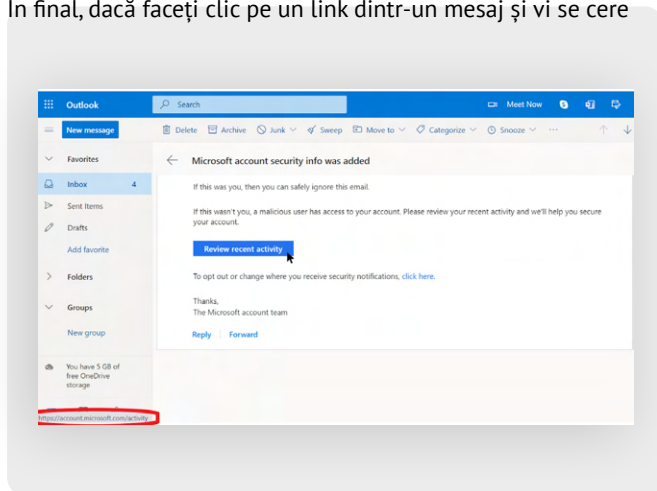 În final, dacă faceți clic pe un link dintr-un mesaj și vi se cere
Outlook
Search
Meet Now
New message
Delete Archive Junk Sweep Move to Categorize Snooze ...
Favorites
Microsoft account security info was added
Inbox 4
If this was you, then you can safely ignore this email.
Sent Items
If this wasn't you, a malicious user has access to your account. Please review your recent activity and we'll help you secure
your account.
Drafts
Add favorite
Review recent activity
Folders
To opt out or change where you receive security notifications, click here.
Groups
Thanks,
The Microsoft account team
New group
Reply Forward
You have 5 GB of
free OneDrive
storage
https://account.microsoft.com/activity